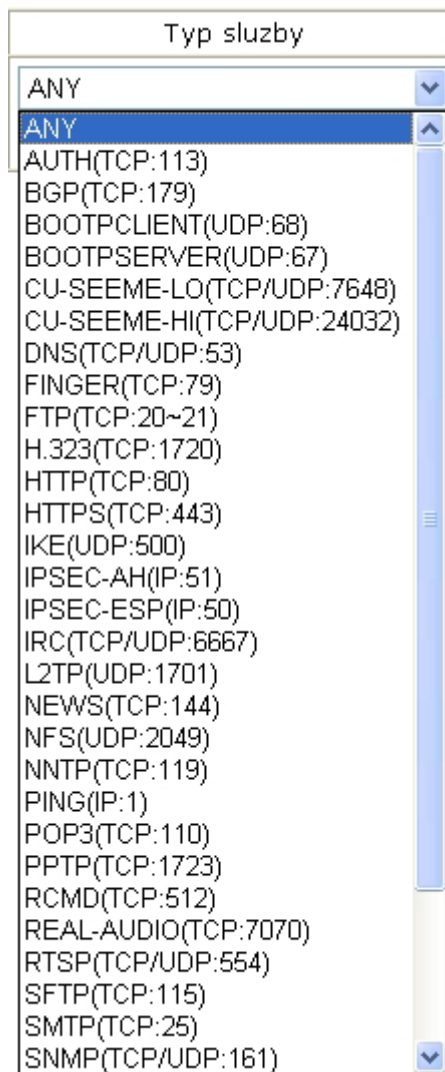 Typ sluzby
ANY
ANY
AUTH(TCP:113)
BGP(TCP:179)
BOOTPCLIENT(UDP:68)
BOOTPSERVER(UDP:67)
CU-SEEME-LO(TCP/UDP:7648)
CU-SEEME-HI(TCP/UDP:24032)
DNS(TCP/UDP:53)
FINGER(TCP:79)
FTP(TCP:20~21)
H.323(TCP:1720)
HTTP(TCP:80)
HTTPS(TCP:443)
IKE(UDP:500)
IPSEC-AH(IP:51)
IPSEC-ESP(IP:50)
IRC(TCP/UDP:6667)
L2TP(UDP:1701)
NEWS(TCP:144)
NFS(UDP:2049)
NNTP(TCP:119)
PING(IP:1)
POP3(TCP:110)
PPTP(TCP:1723)
RCMD(TCP:512)
REAL-AUDIO(TCP:7070)
RTSP(TCP/UDP:554)
SFTP(TCP:115)
SMTP(TCP:25)
SNMP(TCP/UDP:161)